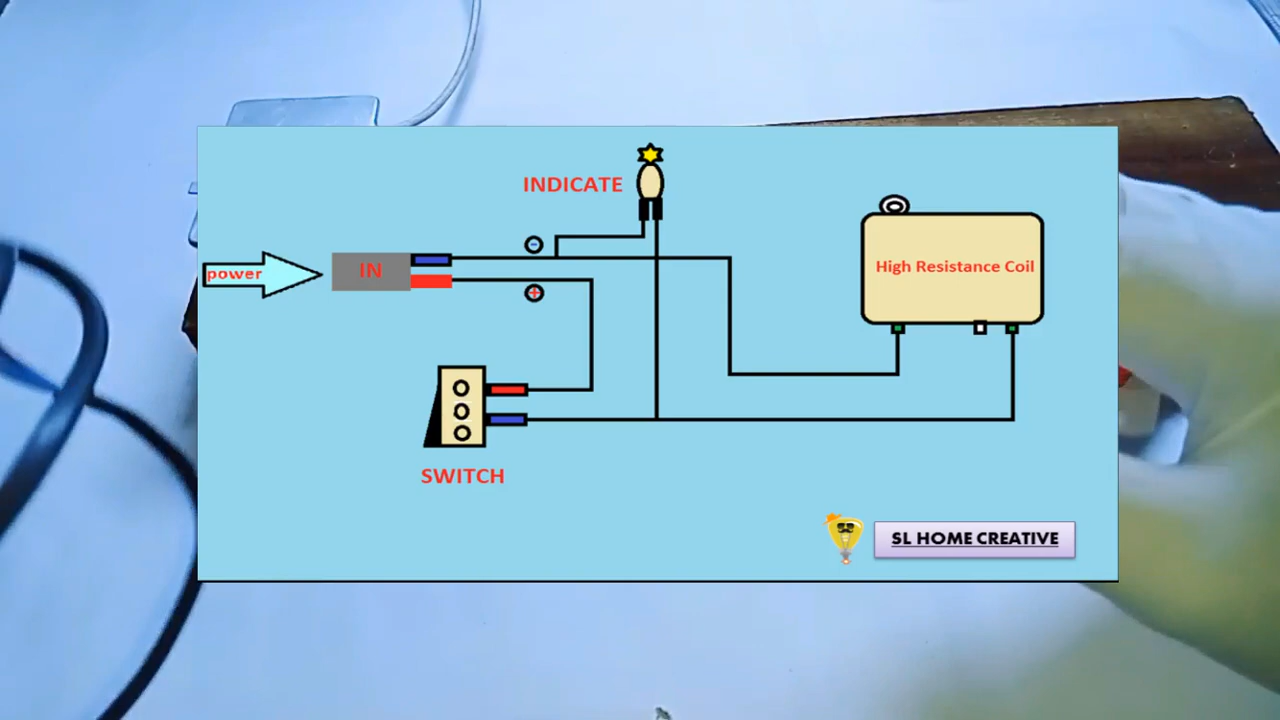 INDICATE
power
IN
-
+
High Resistance Coil
SWITCH
SL HOME CREATIVE